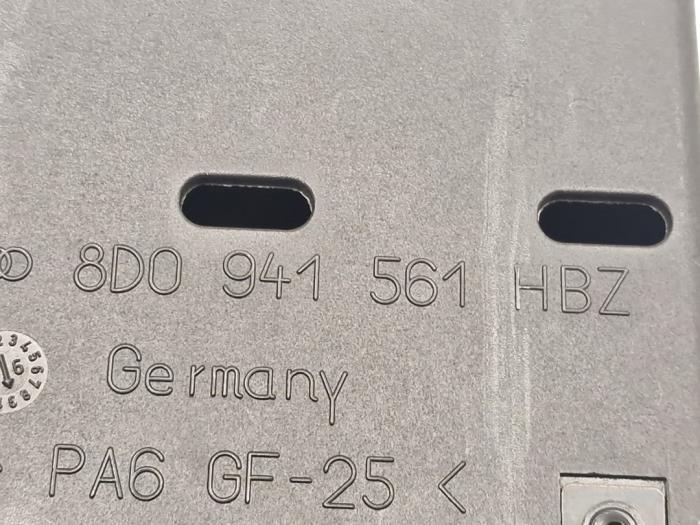 8D0 941 561 HBZ
Germany
PA6 GF-25 <